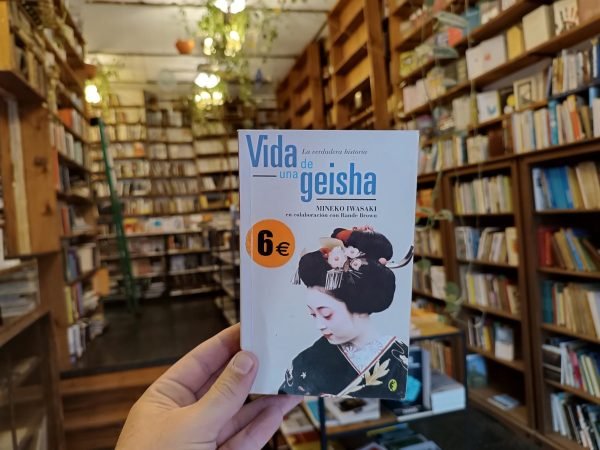 La verdadera historia
Vida de
una geisha
MINEKO IWASAKI
en colaboración con Rande Brown
6€